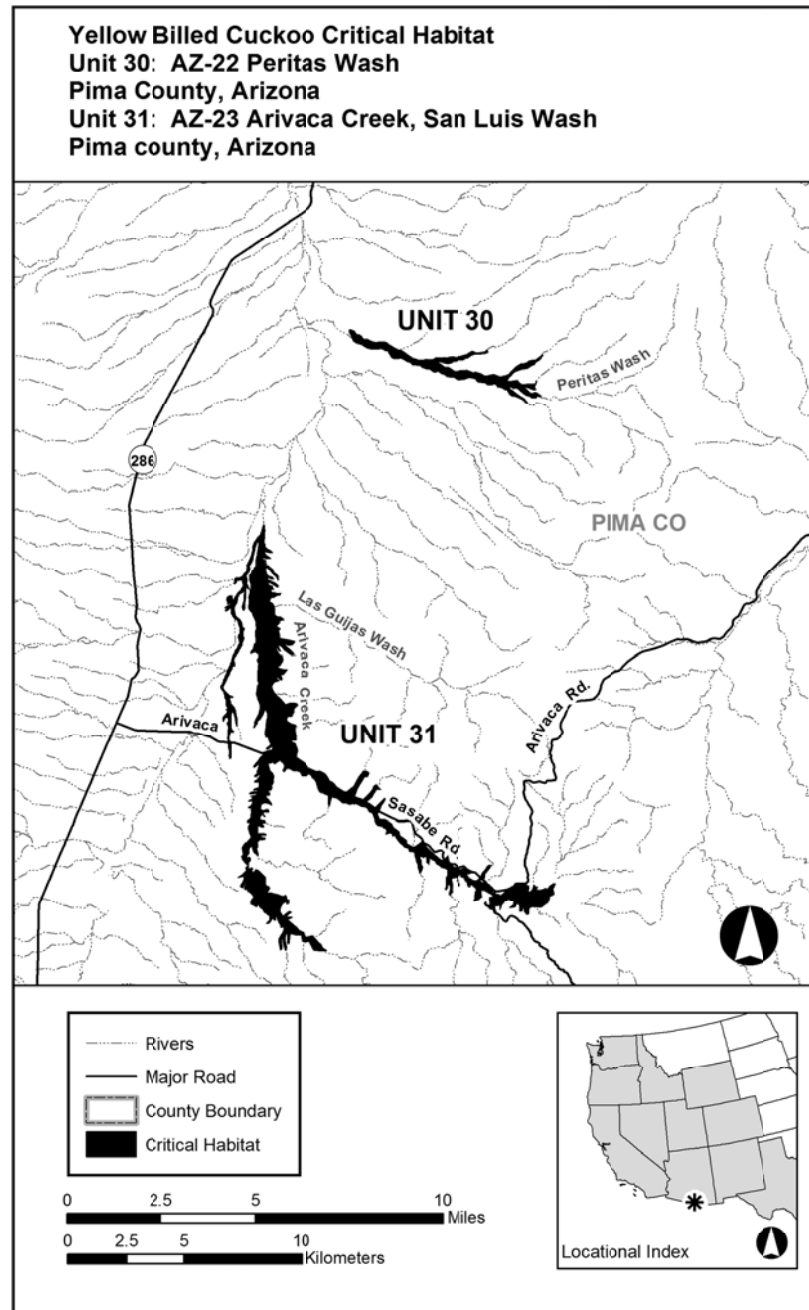 Yellow Billed Cuckoo Critical Habitat
Unit 30: AZ-22 Peritas Wash
Pima County, Arizona
Unit 31: AZ-23 Arivaca Creek, San Luis Wash
Pima county, Arizona
UNIT 30
Peritas Wash
286
PIMA CO
Las Guijas Wash
Arivaca Creek
Arivaca Rd.
Arivaca
UNIT 31
Sasabe Rd
Rivers
Major Road
County Boundary
Critical Habitat
0 2.5 5 10
Miles
0 2.5 5 10
Kilometers
Locational Index